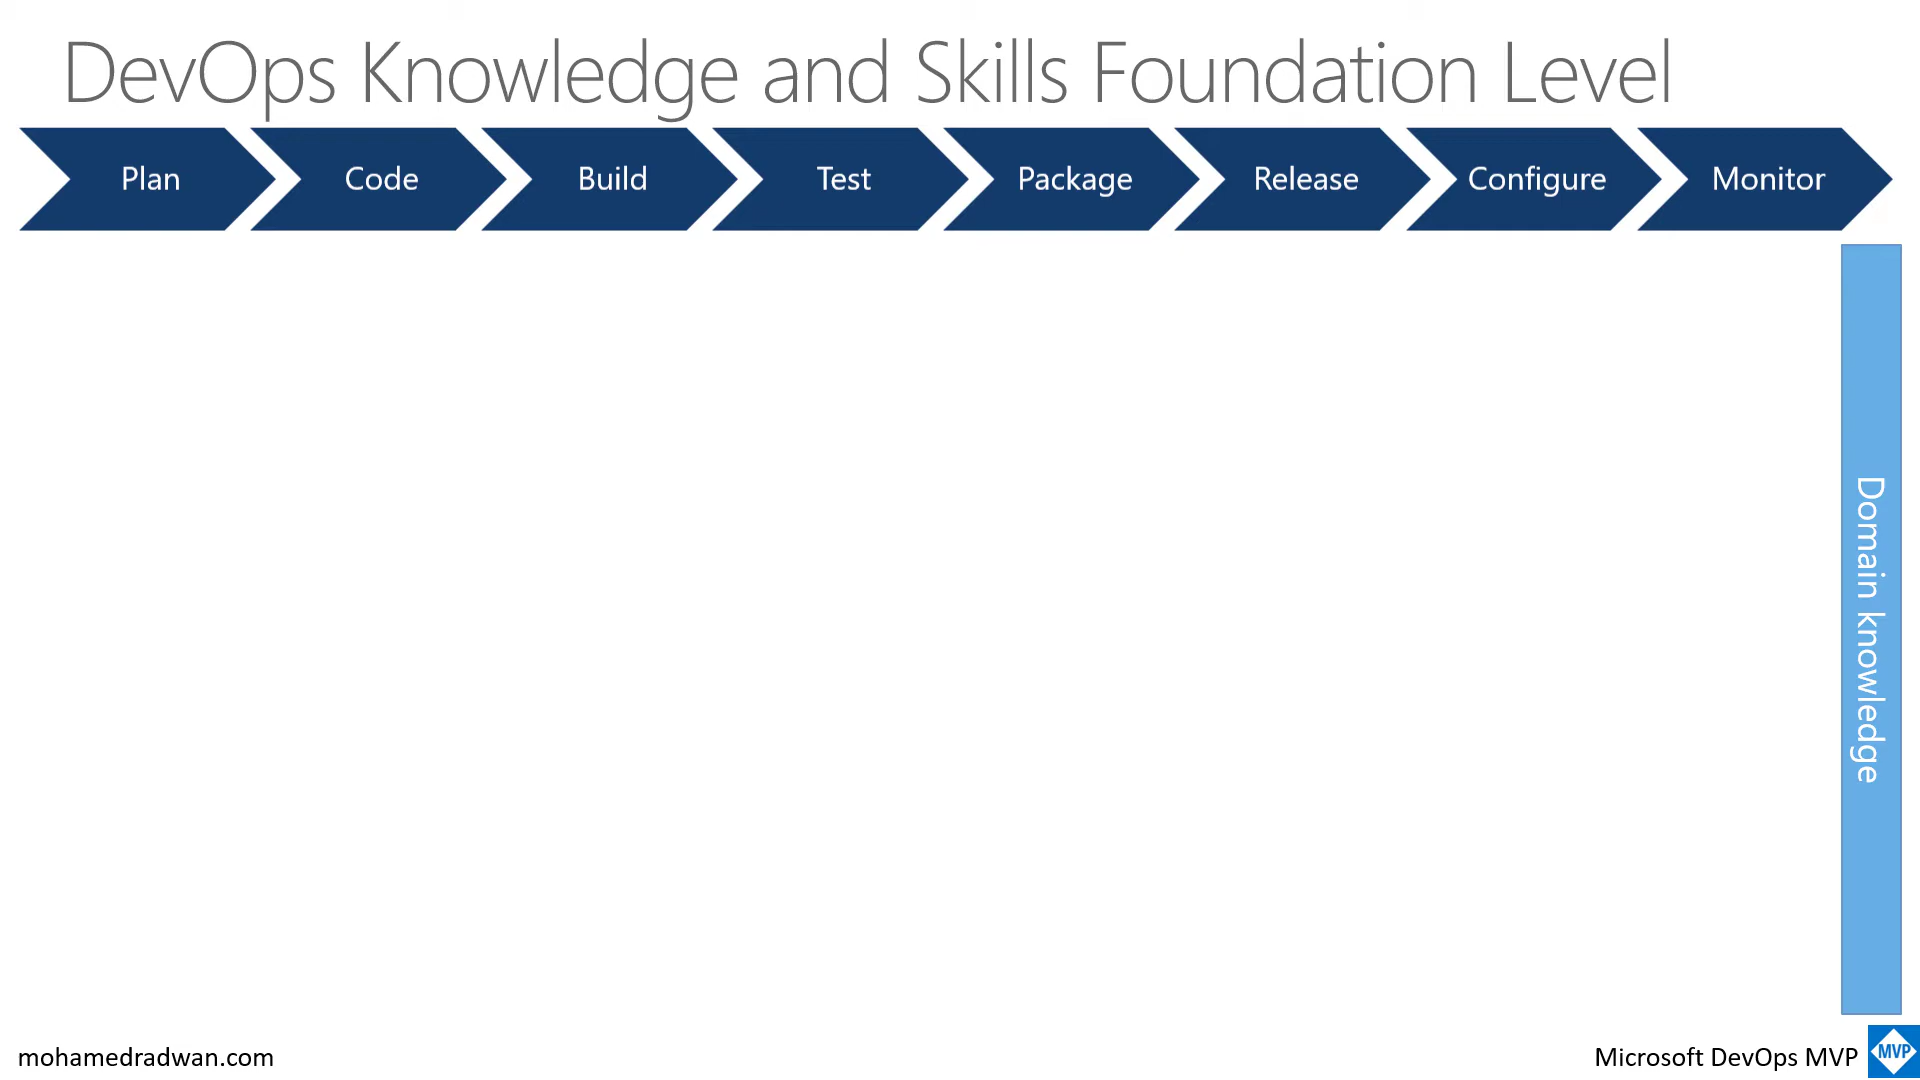 DevOps Knowledge and Skills Foundation Level
Plan Code Build Test Package Release Configure Monitor
Domain knowledge
mohamedradwan.com
Microsoft DevOps MVP
MVP